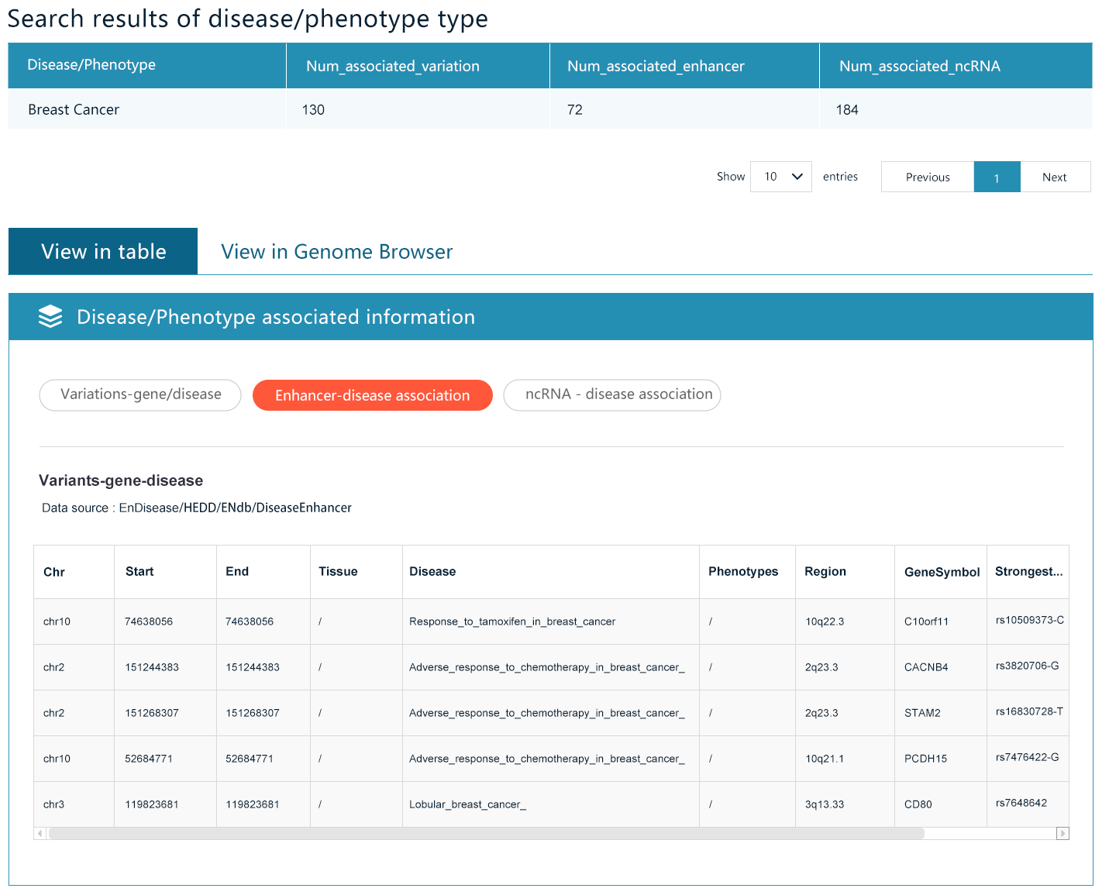 Search results of disease/phenotype type
Disease/Phenotype Num_associated_variation Num_associated_enhancer Num_associated_ncRNA
Breast Cancer 130 72 184
Show 10 entries Previous 1 Next
View in table View in Genome Browser
Disease/Phenotype associated information
Variations-gene/disease Enhancer-disease association ncRNA - disease association
Variants-gene-disease
Data source : EnDisease/HEDD/ENdb/DiseaseEnhancer
Chr Start End Tissue Disease Phenotypes Region GeneSymbol Strongest...
chr10 74638056 74638056 / Response_to_tamoxifen_in_breast_cancer / 10q22.3 C10orf11 rs10509373-C
chr2 151244383 151244383 / Adverse_response_to_chemotherapy_in_breast_cancer_ / 2q23.3 CACNB4 rs3820706-G
chr2 151268307 151268307 / Adverse_response_to_chemotherapy_in_breast_cancer_ / 2q23.3 STAM2 rs16830728-T
chr10 52684771 52684771 / Adverse_response_to_chemotherapy_in_breast_cancer_ / 10q21.1 PCDH15 rs7476422-G
chr3 119823681 119823681 / Lobular_breast_cancer_ / 3q13.33 CD80 rs7648642